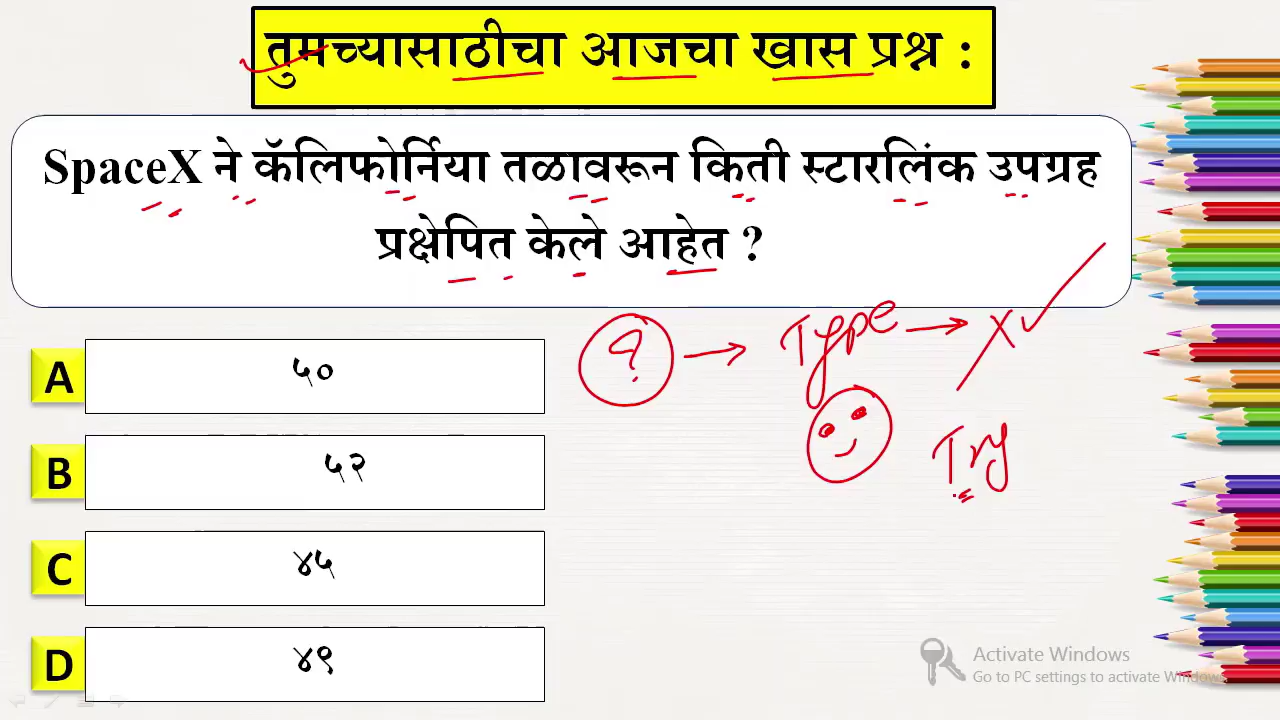 तुमच्यासाठीचा आजचा खास प्रश्न :
SpaceX ने कॅलिफोर्निया तळावरून किती स्टारलिंक उपग्रह
प्रक्षेपित केले आहेत ?
? → Type → X ✓
A ५०
Try
B ५२
C ४५
D ४९
Activate Windows
Go to PC settings to activate Windows.